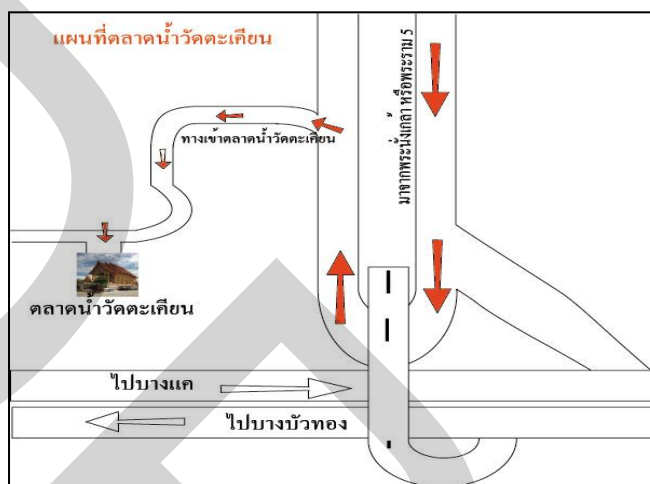 แผนที่ตลาดน้ำวัดตะเคียน
มาจากพระนั่งเกล้า หรือพระราม 5
ทางเข้าตลาดน้ำวัดตะเคียน
ตลาดน้ำวัดตะเคียน
ไปบางแค
ไปบางบัวทอง